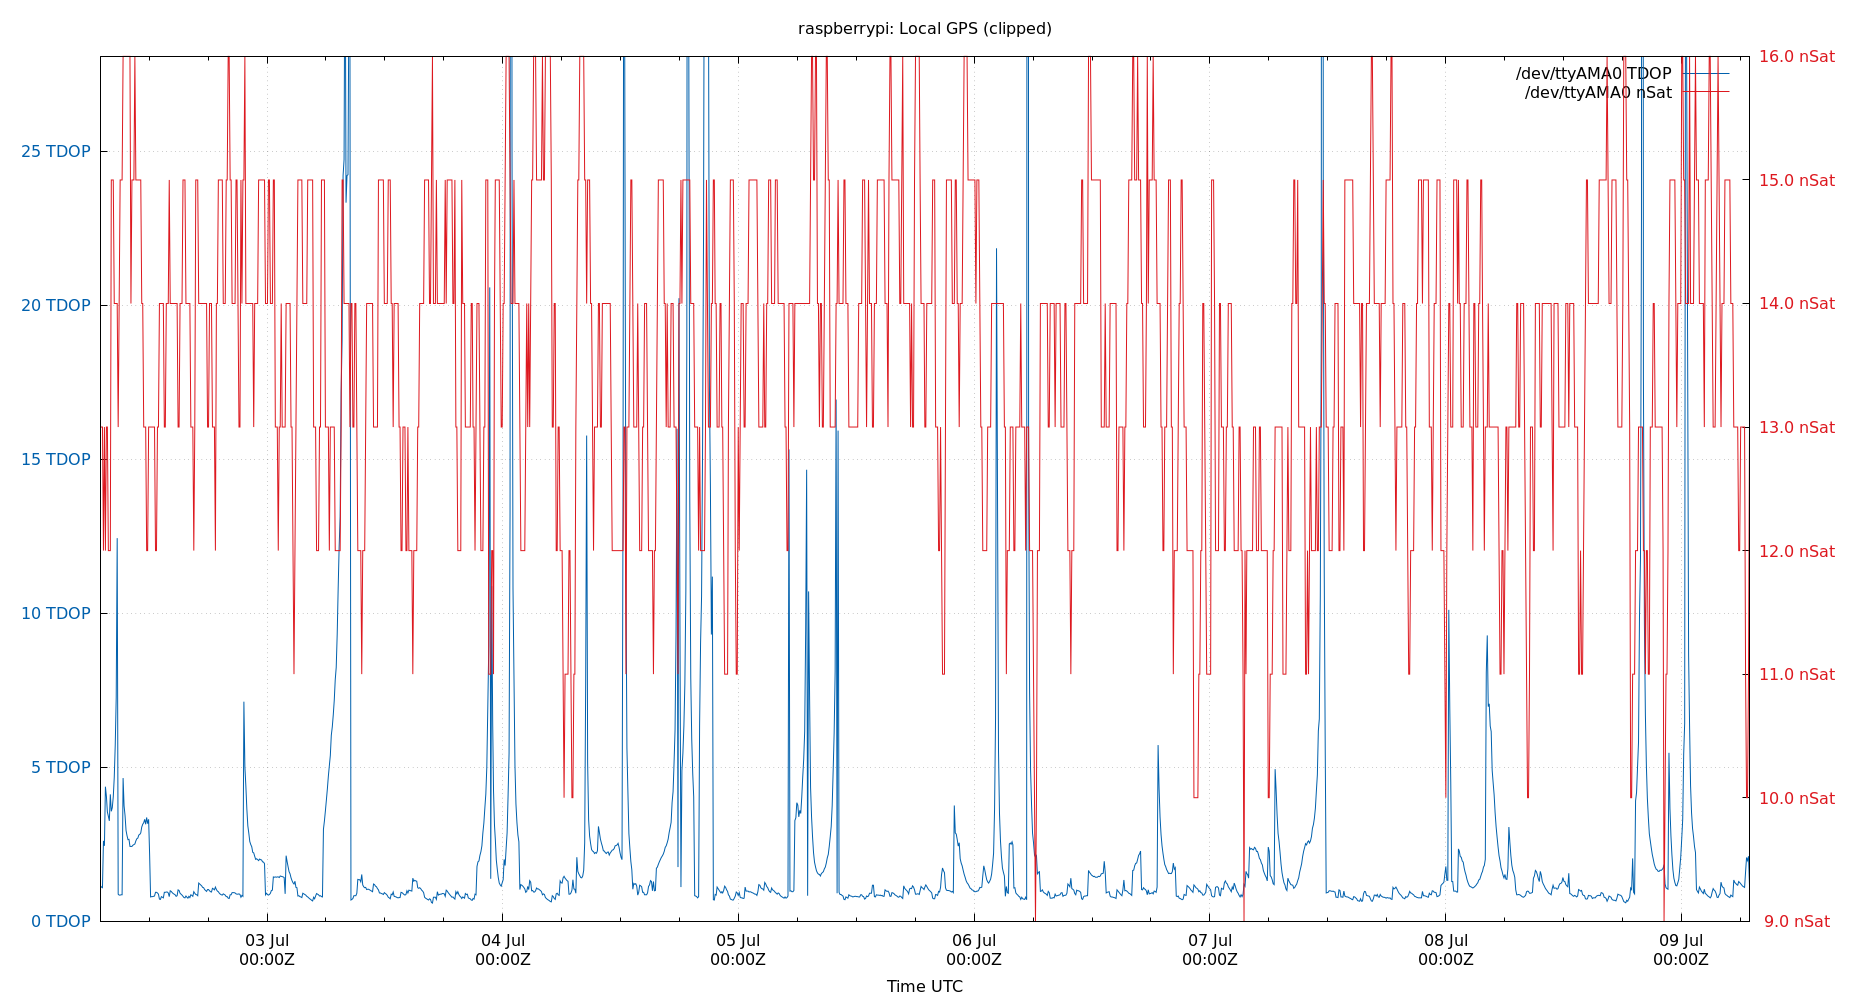 raspberrypi: Local GPS (clipped)
/dev/ttyAMA0 TDOP
/dev/ttyAMA0 nSat
25 TDOP
20 TDOP
15 TDOP
10 TDOP
5 TDOP
0 TDOP
16.0 nSat
15.0 nSat
14.0 nSat
13.0 nSat
12.0 nSat
11.0 nSat
10.0 nSat
9.0 nSat
03 Jul
00:00Z
04 Jul
00:00Z
05 Jul
00:00Z
06 Jul
00:00Z
07 Jul
00:00Z
08 Jul
00:00Z
09 Jul
00:00Z
Time UTC